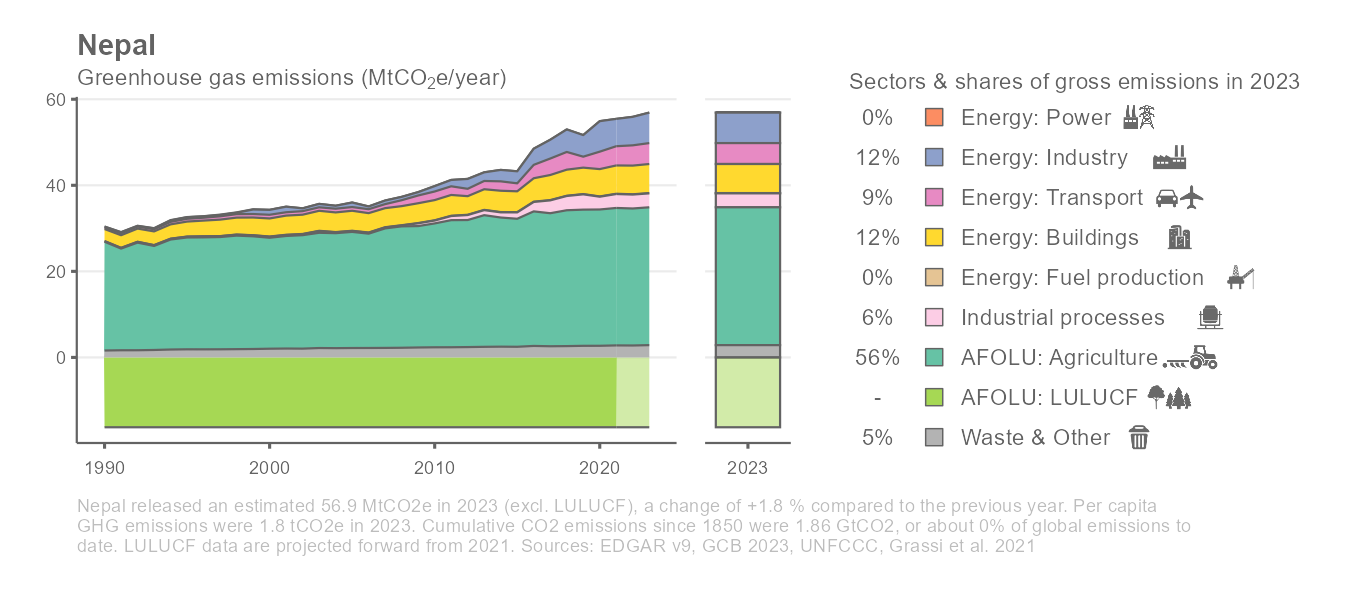 Nepal
Greenhouse gas emissions (MtCO₂e/year)
60
40
20
0
1990
2000
2010
2020
2023
Sectors & shares of gross emissions in 2023
0% Energy: Power
12% Energy: Industry
9% Energy: Transport
12% Energy: Buildings
0% Energy: Fuel production
6% Industrial processes
56% AFOLU: Agriculture
- AFOLU: LULUCF
5% Waste & Other
Nepal released an estimated 56.9 MtCO2e in 2023 (excl. LULUCF), a change of +1.8 % compared to the previous year. Per capita
GHG emissions were 1.8 tCO2e in 2023. Cumulative CO2 emissions since 1850 were 1.86 GtCO2, or about 0% of global emissions to
date. LULUCF data are projected forward from 2021. Sources: EDGAR v9, GCB 2023, UNFCCC, Grassi et al. 2021